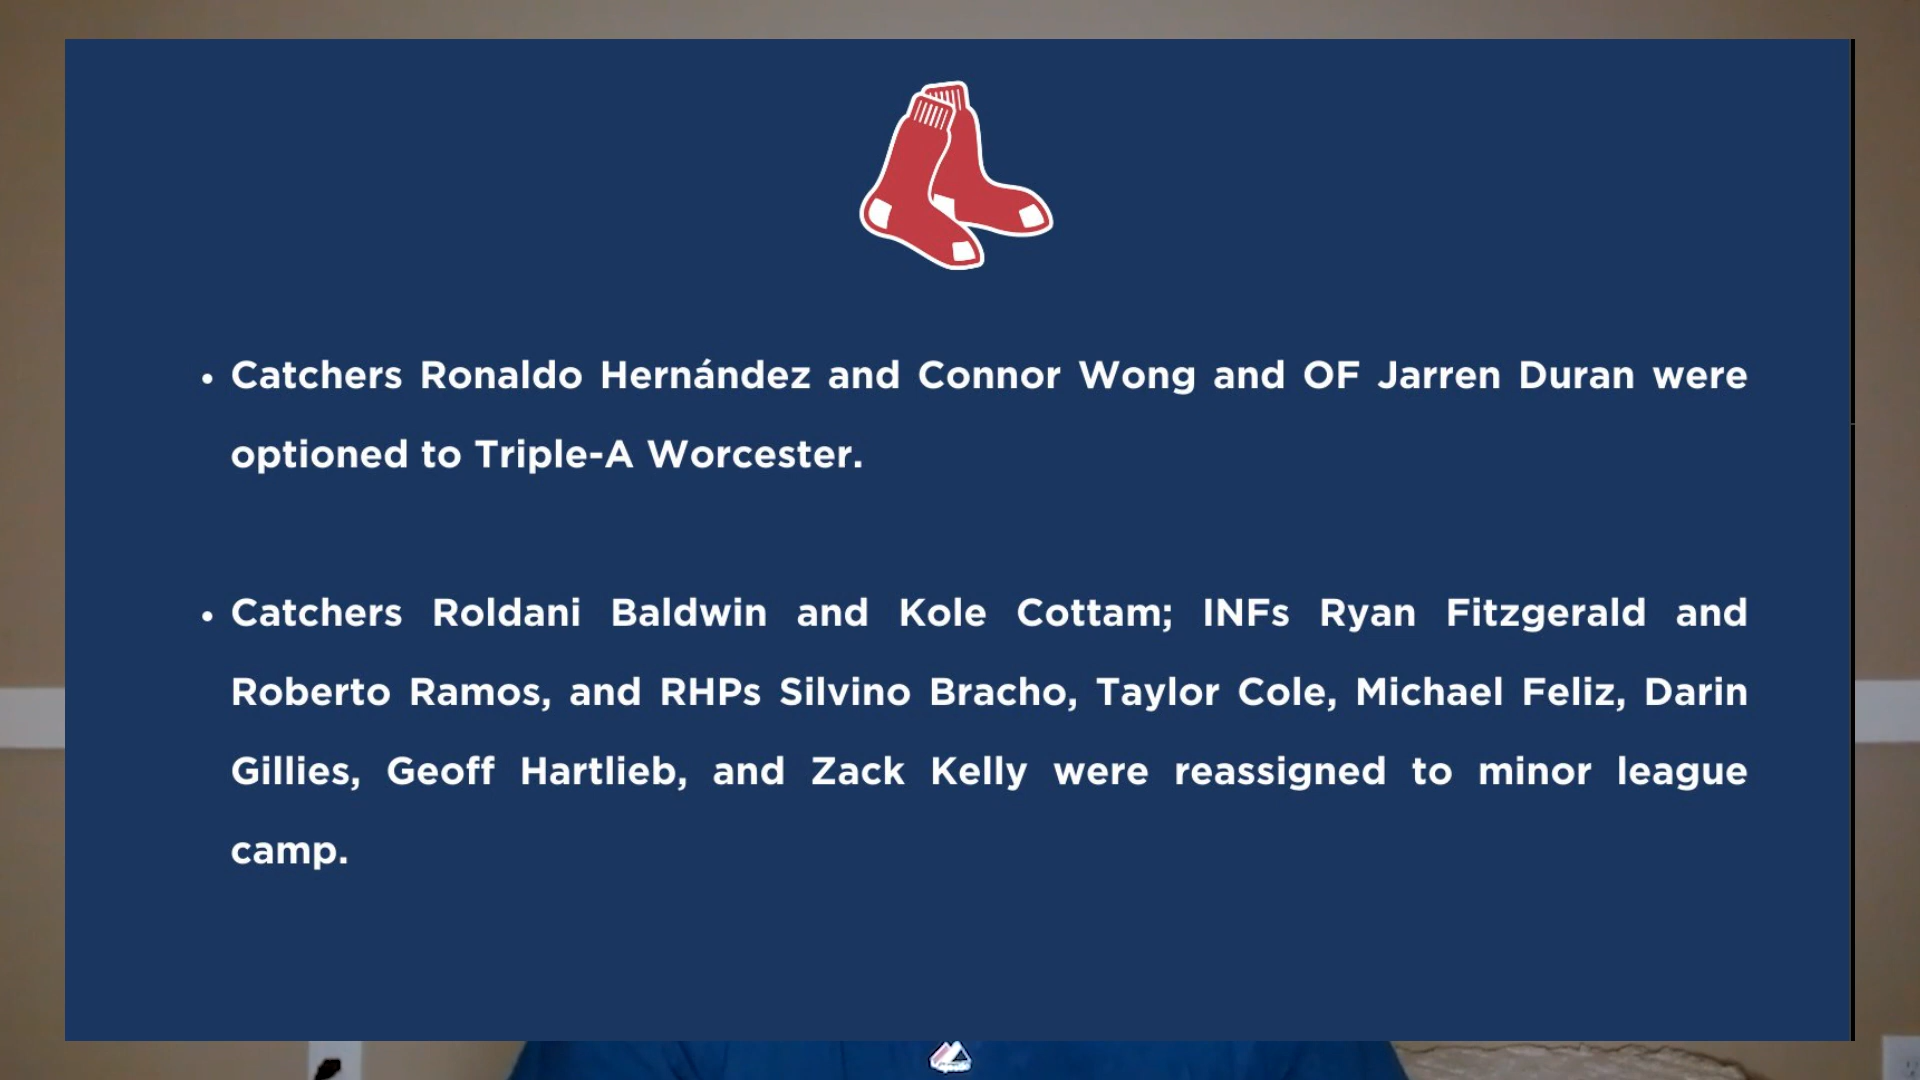 • Catchers Ronaldo Hernández and Connor Wong and OF Jarren Duran were
optioned to Triple-A Worcester.
• Catchers Roldani Baldwin and Kole Cottam; INFs Ryan Fitzgerald and
Roberto Ramos, and RHPs Silvino Bracho, Taylor Cole, Michael Feliz, Darin
Gillies, Geoff Hartlieb, and Zack Kelly were reassigned to minor league
camp.